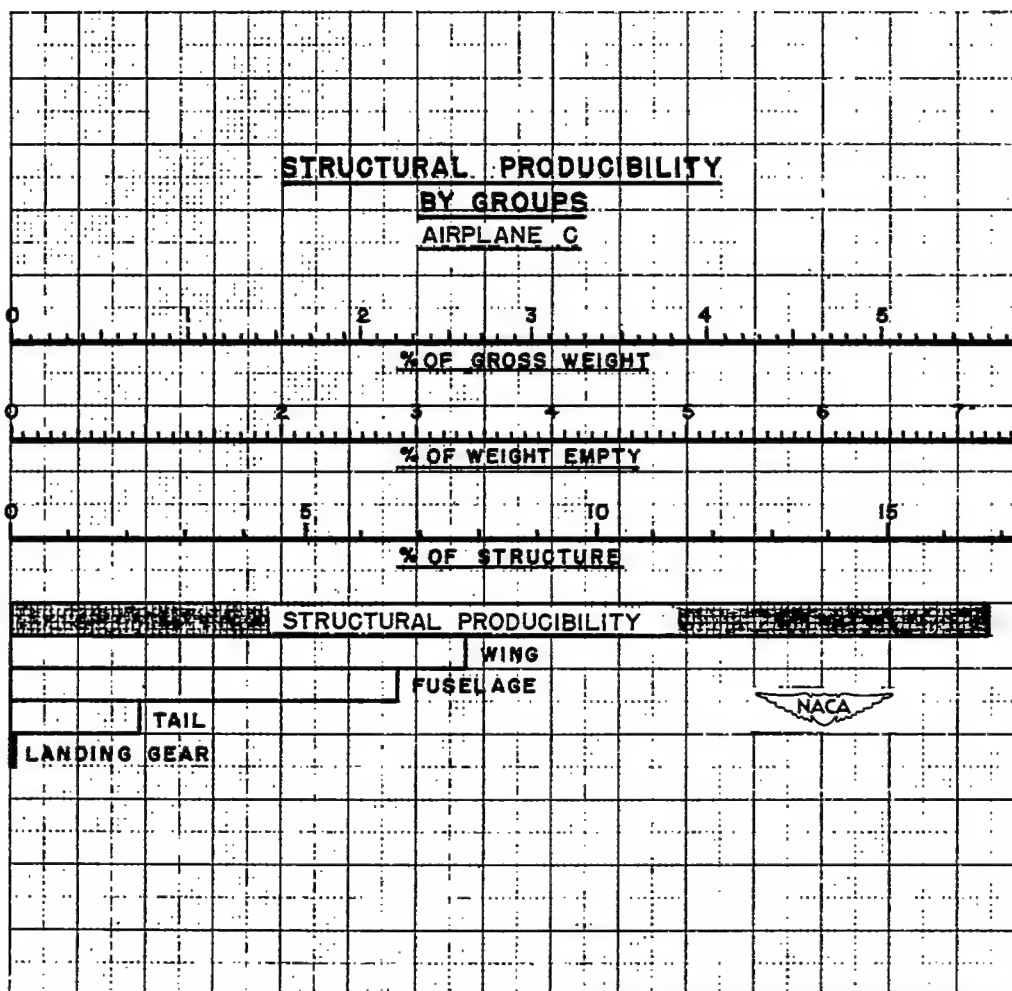 STRUCTURAL PRODUCIBILITY
BY GROUPS
AIRPLANE C
0 1 2 3 4 5
% OF GROSS WEIGHT
0 2 3 4 5 6 7
% OF WEIGHT EMPTY
0 5 10 15
% OF STRUCTURE
STRUCTURAL PRODUCIBILITY
WING
FUSELAGE
NACA
TAIL
LANDING GEAR